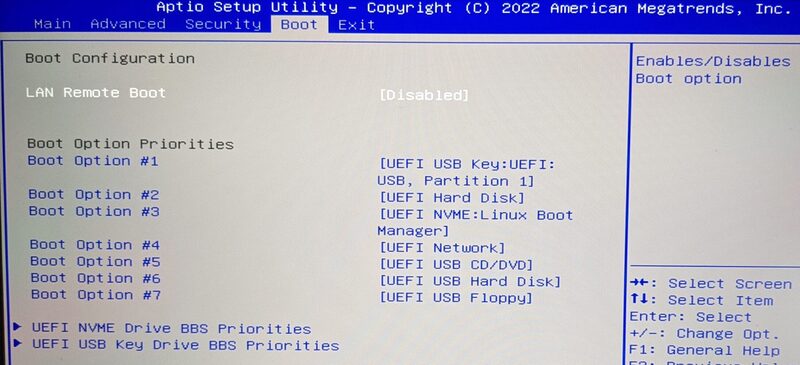 Aptio Setup Utility – Copyright (C) 2022 American Megatrends, Inc.
Main Advanced Security Boot Exit
Boot Configuration
LAN Remote Boot [Disabled]
Boot Option Priorities
Boot Option #1 [UEFI USB Key:UEFI:
USB, Partition 1]
Boot Option #2 [UEFI Hard Disk]
Boot Option #3 [UEFI NVME:Linux Boot
Manager]
Boot Option #4 [UEFI Network]
Boot Option #5 [UEFI USB CD/DVD]
Boot Option #6 [UEFI USB Hard Disk]
Boot Option #7 [UEFI USB Floppy]
▶ UEFI NVME Drive BBS Priorities
▶ UEFI USB Key Drive BBS Priorities
Enables/Disables
Boot option
→←: Select Screen
↑↓: Select Item
Enter: Select
+/-: Change Opt.
F1: General Help